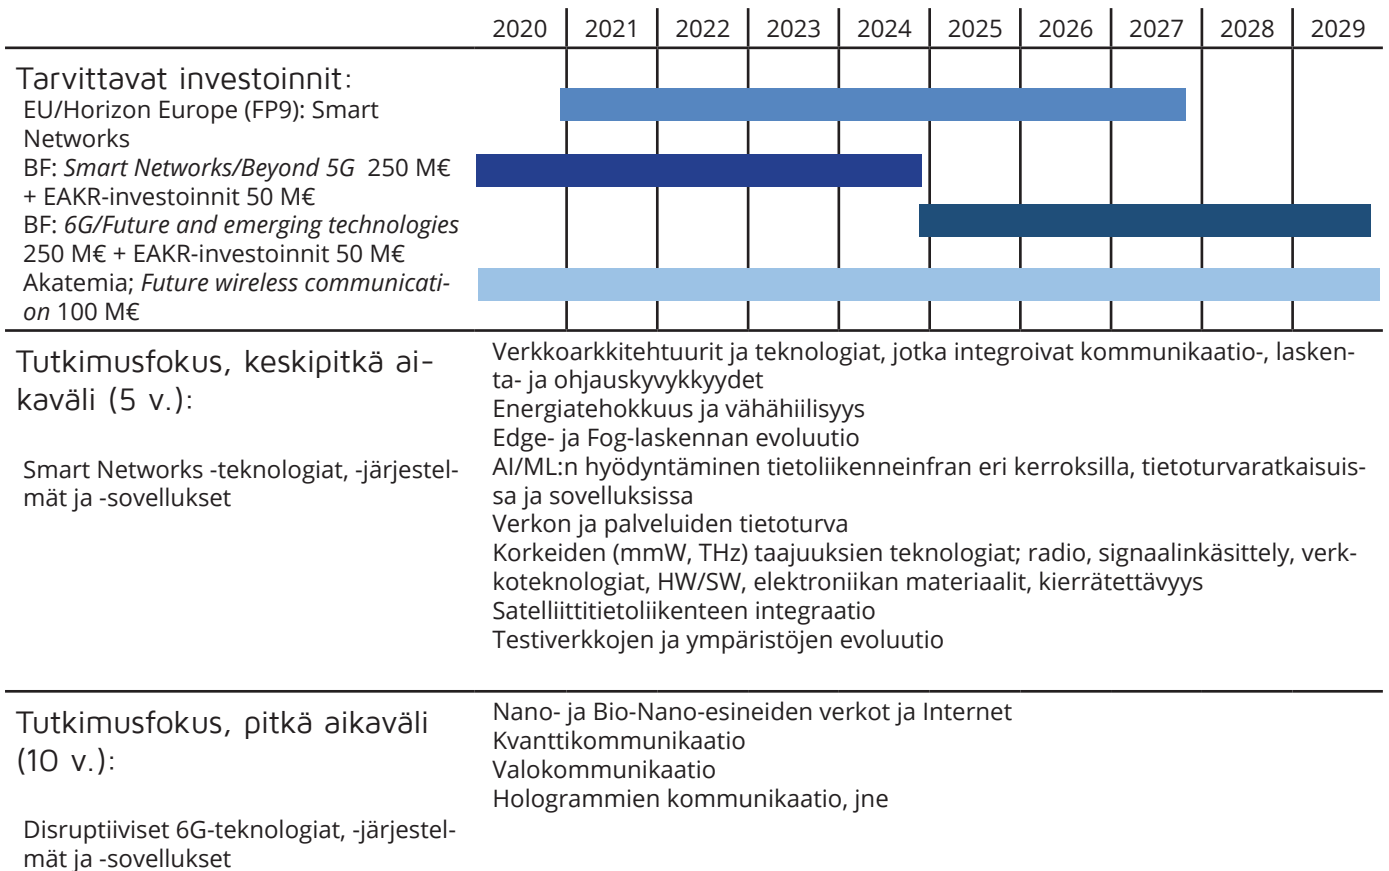 2020 2021 2022 2023 2024 2025 2026 2027 2028 2029
Tarvittavat investoinnit:
EU/Horizon Europe (FP9): Smart
Networks
BF: Smart Networks/Beyond 5G 250 M€
+ EAKR-investoinnit 50 M€
BF: 6G/Future and emerging technologies
250 M€ + EAKR-investoinnit 50 M€
Akatemia; Future wireless communicati-
on 100 M€
Tutkimusfokus, keskipitkä ai-
kaväli (5 v.):
Smart Networks -teknologiat, -järjestel-
mät ja -sovellukset
Verkkoarkkitehtuurit ja teknologiat, jotka integroivat kommunikaatio-, lasken-
ta- ja ohjauskyvykkyydet
Energiatehokkuus ja vähähiilisyys
Edge- ja Fog-laskennan evoluutio
AI/ML:n hyödyntäminen tietoliikenneinfran eri kerroksilla, tietoturvaratkaisuis-
sa ja sovelluksissa
Verkon ja palveluiden tietoturva
Korkeiden (mmW, THz) taajuuksien teknologiat; radio, signaalinkäsittely, verk-
koteknologiat, HW/SW, elektroniikan materiaalit, kierrätettävyys
Satelliittitietoliikenteen integraatio
Testiverkkojen ja ympäristöjen evoluutio
Tutkimusfokus, pitkä aikaväli
(10 v.):
Disruptiiviset 6G-teknologiat, -järjestel-
mät ja -sovellukset
Nano- ja Bio-Nano-esineiden verkot ja Internet
Kvanttikommunikaatio
Valokommunikaatio
Hologrammien kommunikaatio, jne